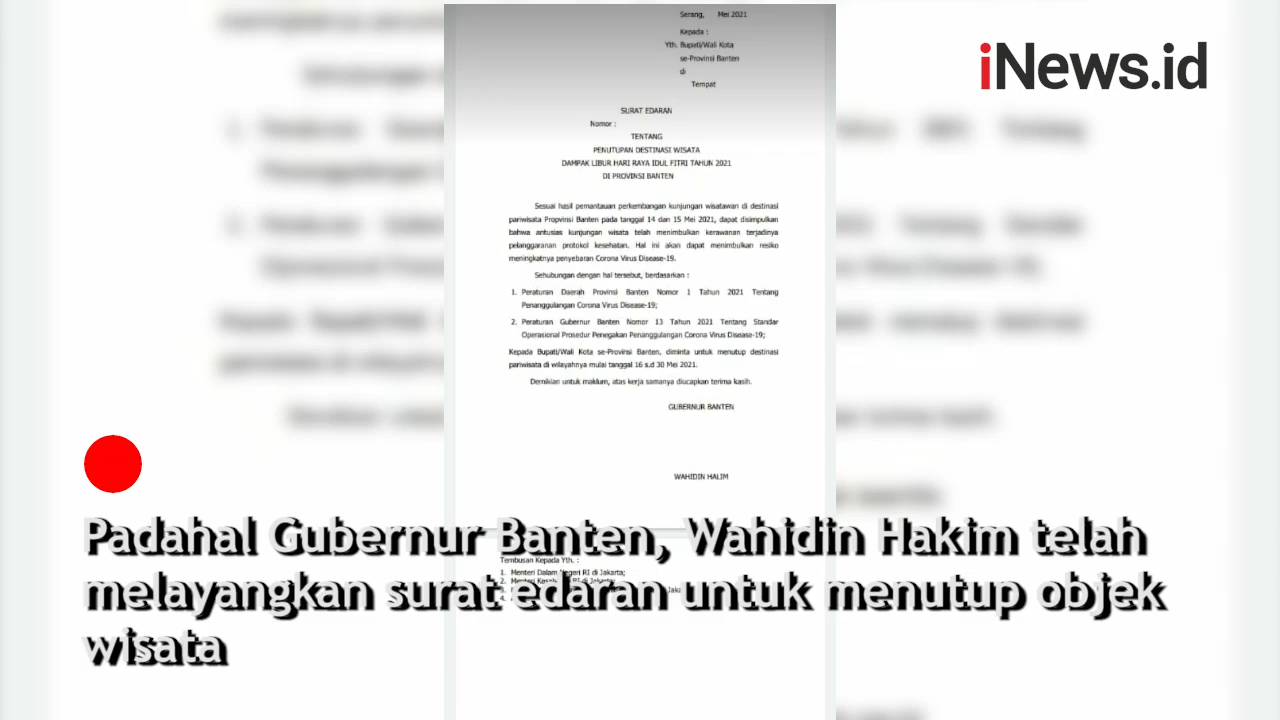 Serang, Mei 2021
iNews.id
Kepada :
Yth. Bupati/Wali Kota
se-Provinsi Banten
di
Tempat
SURAT EDARAN
Nomor :
TENTANG
PENUTUPAN DESTINASI WISATA
DAMPAK LIBUR HARI RAYA IDUL FITRI TAHUN 2021
DI PROVINSI BANTEN
Sesuai hasil pemantauan perkembangan kunjungan wisatawan di destinasi
pariwisata Propvinsi Banten pada tanggal 14 dan 15 Mei 2021, dapat disimpulkan
bahwa antusias kunjungan wisata telah menimbulkan kerawanan terjadinya
pelanggaranan protokol kesehatan. Hal ini akan dapat menimbulkan resiko
meningkatnya penyebaran Corona Virus Disease-19.
Sehubungan dengan hal tersebut, berdasarkan :
1. Peraturan Daerah Provinsi Banten Nomor 1 Tahun 2021 Tentang
Penanggulangan Corona Virus Disease-19;
2. Peraturan Gubernur Banten Nomor 13 Tahun 2021 Tentang Standar
Operasional Prosedur Penegakan Penanggulangan Corona Virus Disease-19;
Kepada Bupati/Wali Kota se-Provinsi Banten, diminta untuk menutup destinasi
pariwisata di wilayahnya mulai tanggal 16 s.d 30 Mei 2021.
Demikian untuk maklum, atas kerja samanya diucapkan terima kasih.
GUBERNUR BANTEN
WAHIDIN HALIM
Padahal Gubernur Banten, Wahidin Hakim telah
Tembusan Kepada Yth. :
1. Menteri Dalam Negeri RI di Jakarta;
2. Menteri RI di Jakarta;
melayangkan surat edaran untuk menutup objek
wisata